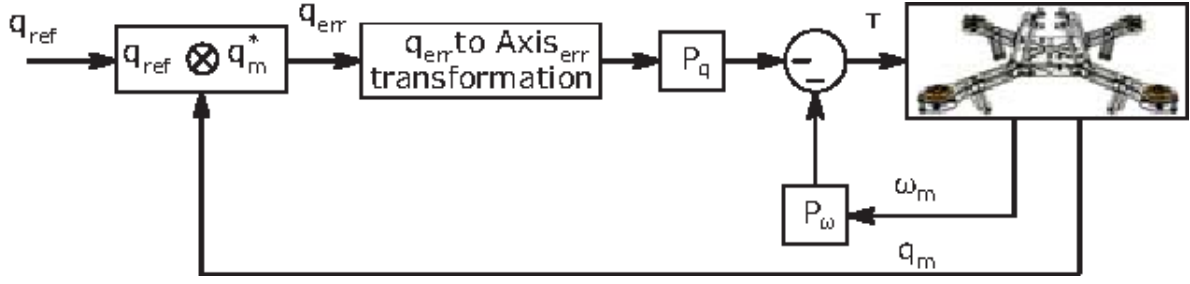 q_ref
q_ref ⊗ q_m^*
q_err
q_err to Axis_err
transformation
P_q
τ
P_ω
ω_m
q_m